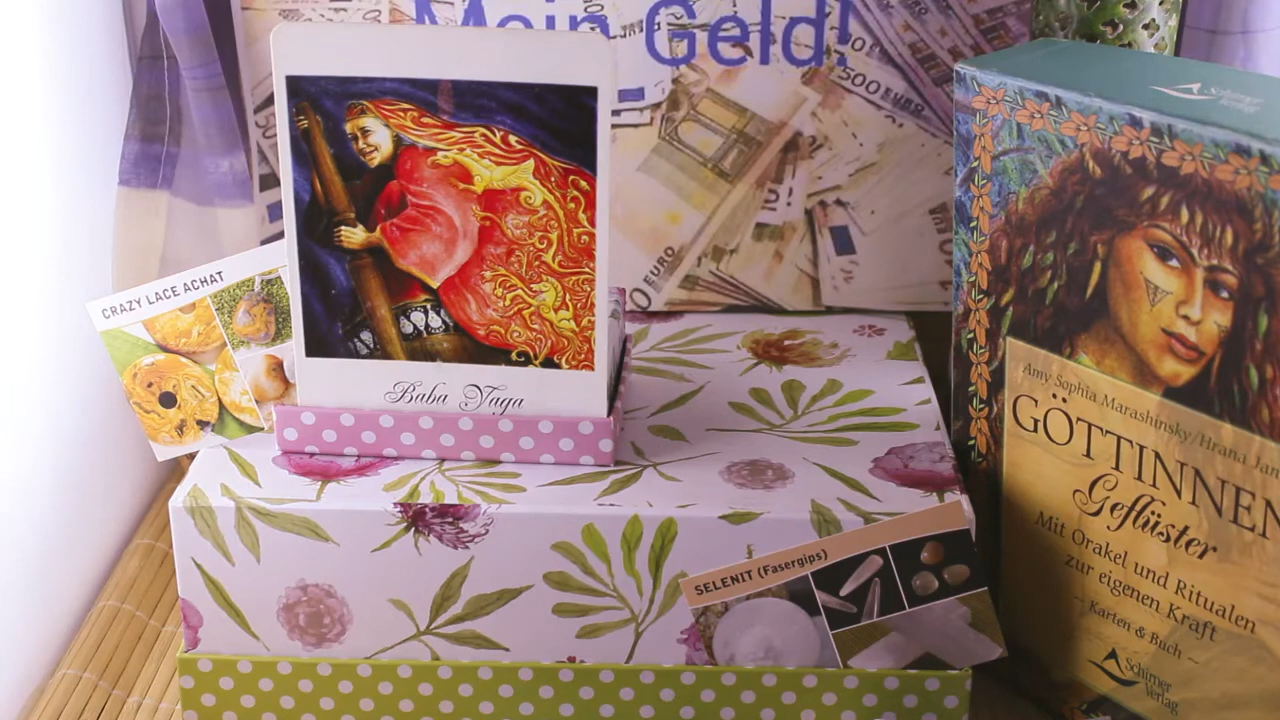 Mein Geld!
500 EURO
EURO
CRAZY LACE ACHAT
Baba Yaga
SELENIT (Fasergips)
Schirner
Verlag
Amy Sophia Marashinsky/Hrana Jan
GÖTTINNEN
Geflüster
Mit Orakel und Ritualen
zur eigenen Kraft
~ Karten & Buch ~
Schirner
Verlag